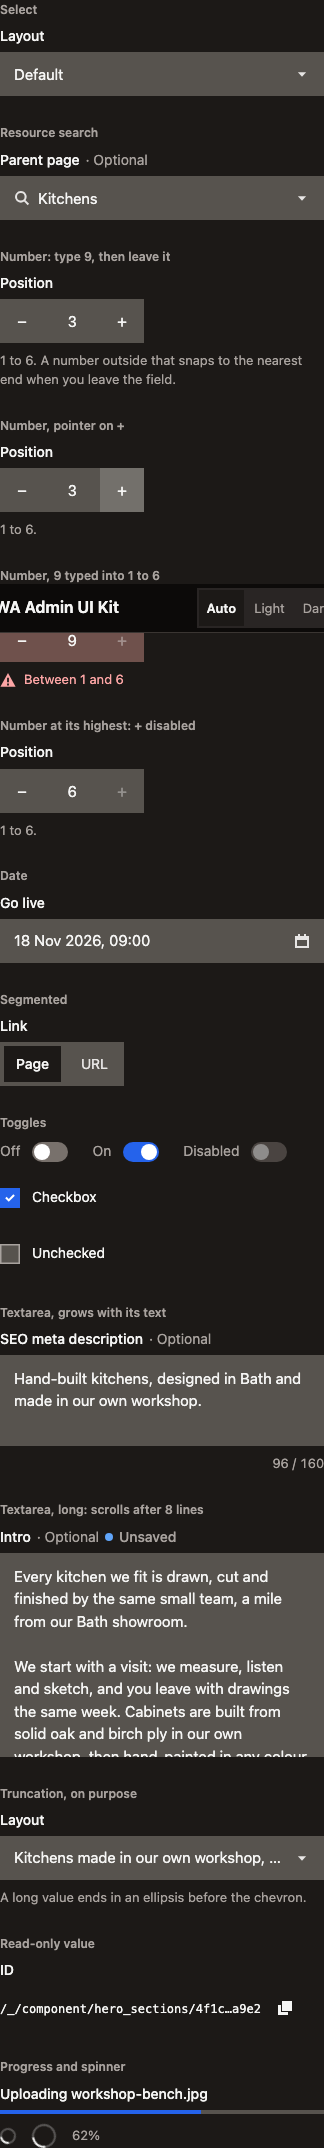 Select
Layout
Default
Resource search
Parent page · Optional
Kitchens
Number: type 9, then leave it
Position
− 3 +
1 to 6. A number outside that snaps to the nearest
end when you leave the field.
Number, pointer on +
Position
− 3 +
1 to 6.
Number, 9 typed into 1 to 6
WA Admin UI Kit
Auto Light Dar
− 9 +
Between 1 and 6
Number at its highest: + disabled
Position
− 6 +
1 to 6.
Date
Go live
18 Nov 2026, 09:00
Segmented
Link
Page URL
Toggles
Off On Disabled
Checkbox
Unchecked
Textarea, grows with its text
SEO meta description · Optional
Hand-built kitchens, designed in Bath and
made in our own workshop.
96 / 160
Textarea, long: scrolls after 8 lines
Intro · Optional Unsaved
Every kitchen we fit is drawn, cut and
finished by the same small team, a mile
from our Bath showroom.
We start with a visit: we measure, listen
and sketch, and you leave with drawings
the same week. Cabinets are built from
solid oak and birch ply in our own
workshop, then hand-painted in any colour
Truncation, on purpose
Layout
Kitchens made in our own workshop, ...
A long value ends in an ellipsis before the chevron.
Read-only value
ID
/_/component/hero_sections/4f1c…a9e2
Progress and spinner
Uploading workshop-bench.jpg
62%